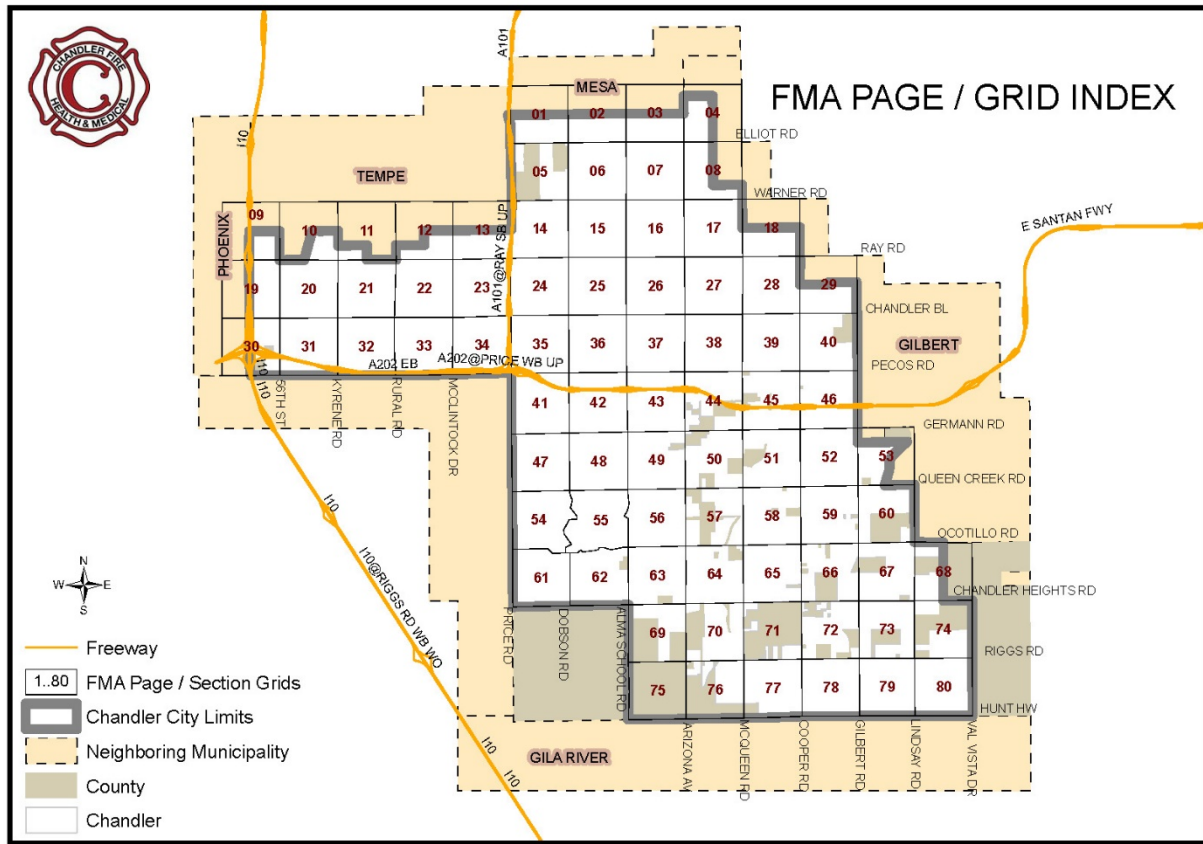 CHANDLER FIRE
C
HEALTH & MEDICAL
FMA PAGE / GRID INDEX
A101
I10
MESA
01 02 03 04
ELLIOT RD
TEMPE
05 06 07 08
WARNER RD
09 10 11 12 13 14 15 16 17 18
E SANTAN FWY
PHOENIX
A101@RAY SB UP
RAY RD
19 20 21 22 23 24 25 26 27 28 29
CHANDLER BL
GILBERT
30 31 32 33 34 35 36 37 38 39 40
A202 EB
A202@PRICE WB UP
PECOS RD
I10
I10
56TH ST
KYRENE RD
RURAL RD
MCCLINTOCK DR
41 42 43 44 45 46
GERMANN RD
47 48 49 50 51 52 53
QUEEN CREEK RD
I10
54 55 56 57 58 59 60
OCOTILLO RD
I10@RIGGS RD WB WO
61 62 63 64 65 66 67 68
CHANDLER HEIGHTS RD
PRICE RD
DOBSON RD
ALMA SCHOOL RD
69 70 71 72 73 74
RIGGS RD
75 76 77 78 79 80
HUNT HW
ARIZONA AV
MCQUEEN RD
COOPER RD
GILBERT RD
LINDSAY RD
VAL VISTA DR
I10
I10
GILA RIVER
N
W E
S
Freeway
1..80 FMA Page / Section Grids
Chandler City Limits
Neighboring Municipality
County
Chandler